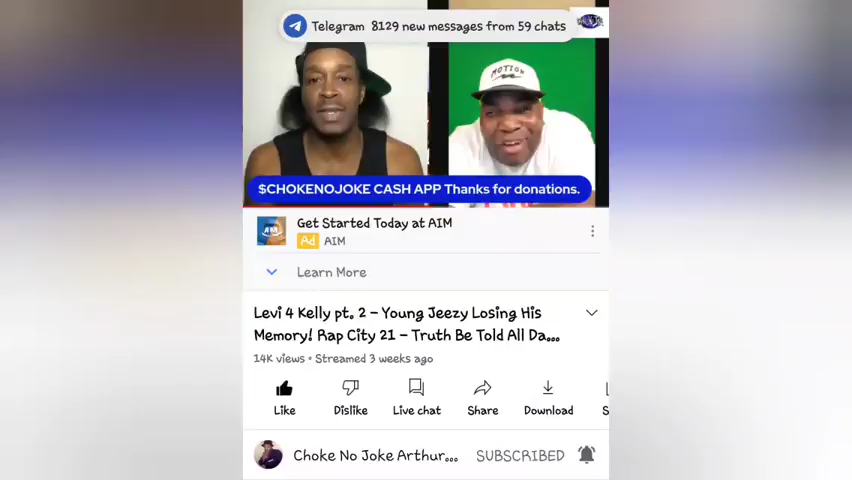 Telegram 8129 new messages from 59 chats
MOTION
$CHOKENOJOKE CASH APP Thanks for donations.
Get Started Today at AIM
AIM
Ad AIM
Learn More
Levi 4 Kelly pt. 2 – Young Jeezy Losing His
Memory! Rap City 21 – Truth Be Told All Da...
14K views • Streamed 3 weeks ago
Like Dislike Live chat Share Download S
Choke No Joke Arthur... SUBSCRIBED